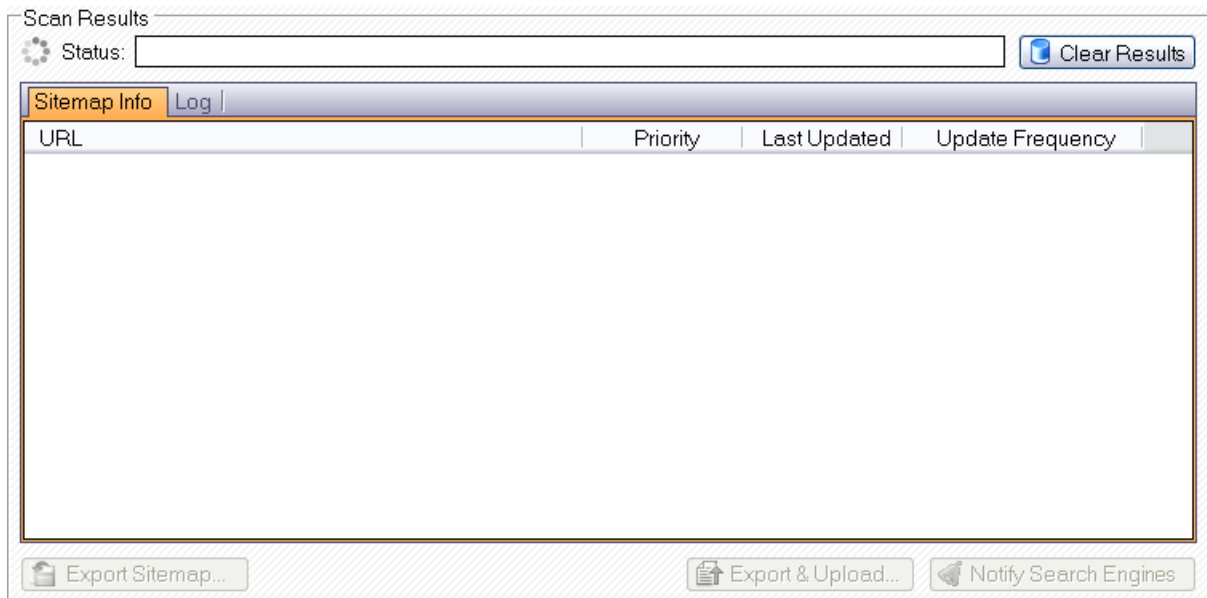 Scan Results
Status: Clear Results
Sitemap Info Log
URL Priority Last Updated Update Frequency
Export Sitemap... Export & Upload... Notify Search Engines